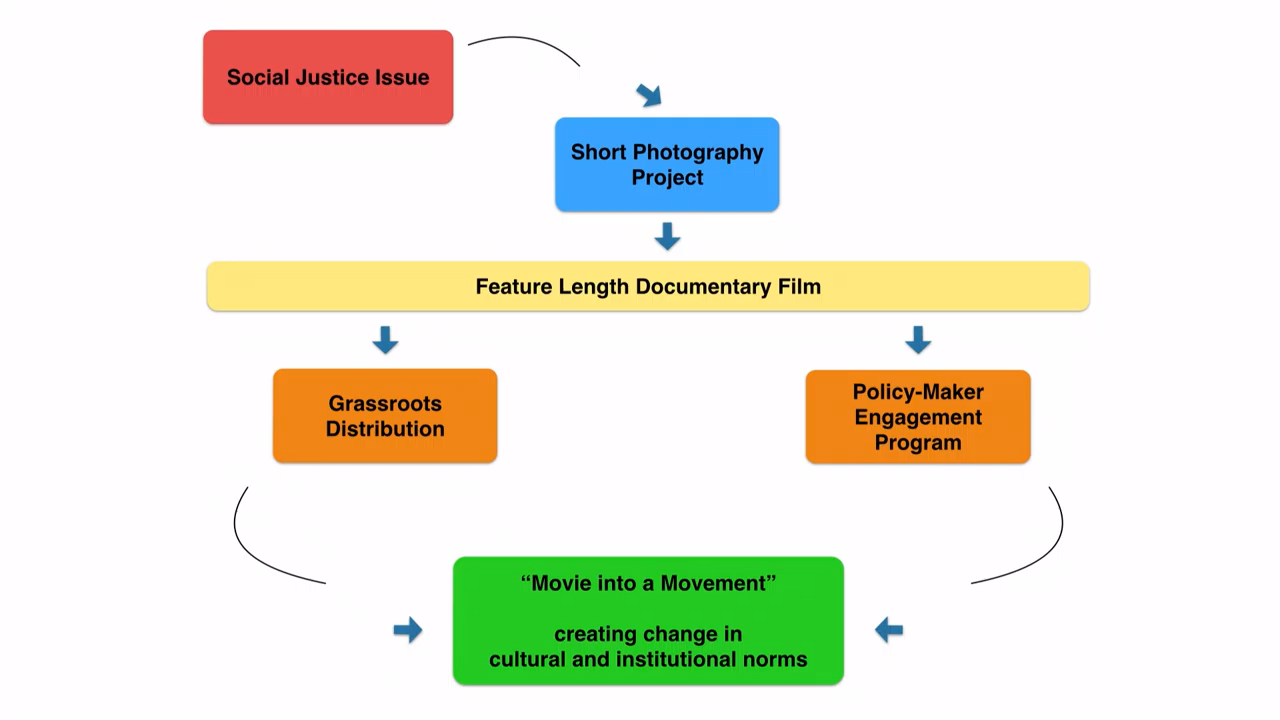 Social Justice Issue
Short Photography
Project
Feature Length Documentary Film
Grassroots
Distribution
Policy-Maker
Engagement
Program
“Movie into a Movement”
creating change in
cultural and institutional norms